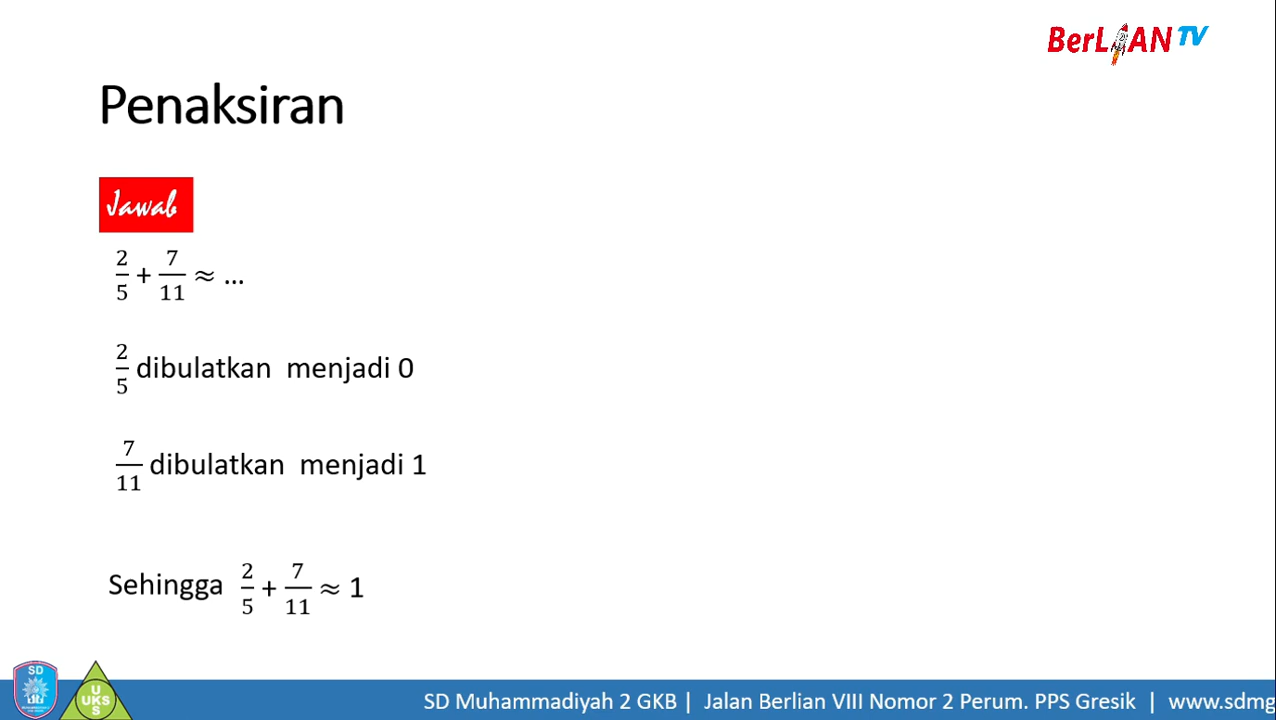 BerLIAN TV
Penaksiran
Jawab
2/5 + 7/11 ≈ ...
2/5 dibulatkan menjadi 0
7/11 dibulatkan menjadi 1
Sehingga 2/5 + 7/11 ≈ 1
SD
UKS
U
S
SD Muhammadiyah 2 GKB | Jalan Berlian VIII Nomor 2 Perum. PPS Gresik | www.sdmg